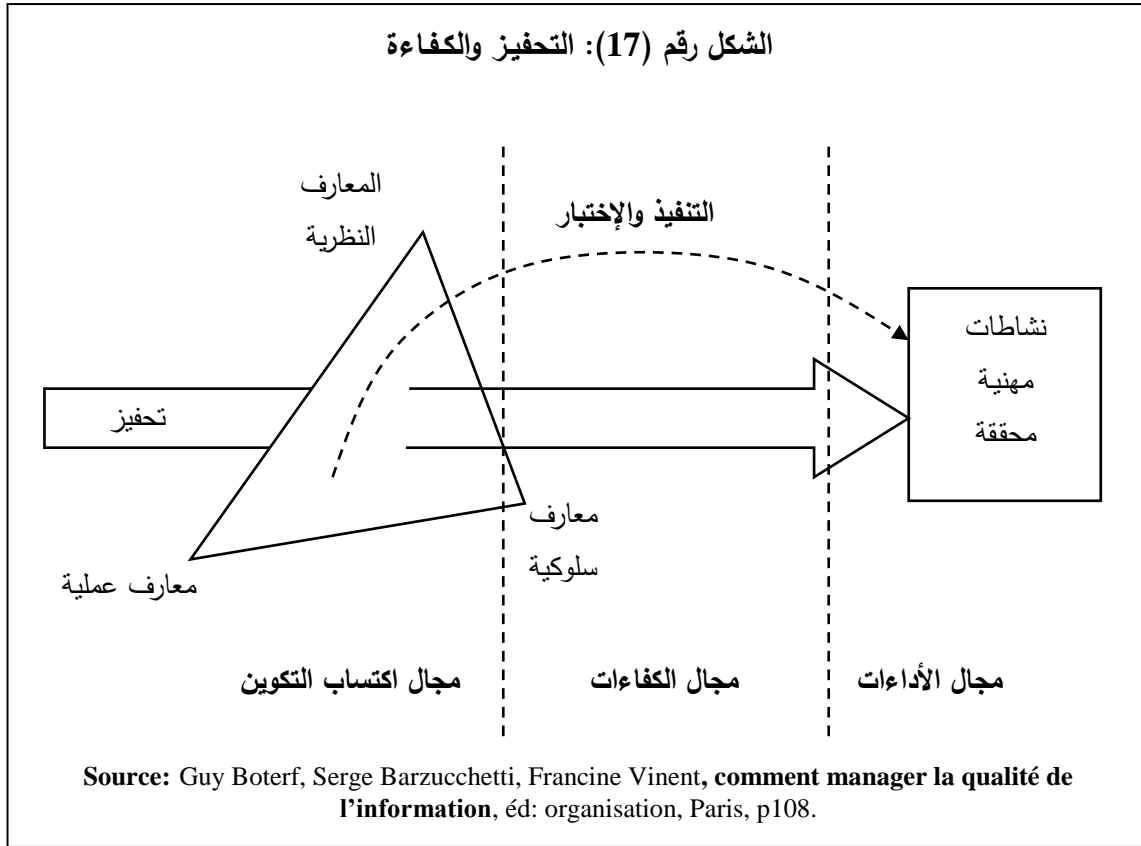 الشكل رقم (17): التحفيز والكفاءة
المعارف
النظرية
التنفيذ والإختبار
نشاطات
مهنية
محققة
تحفيز
معارف
سلوكية
معارف عملية
مجال اكتساب التكوين
مجال الكفاءات
مجال الأداءات
Source: Guy Boterf, Serge Barzucchetti, Francine Vinent, comment manager la qualité de
l’information, éd: organisation, Paris, p108.